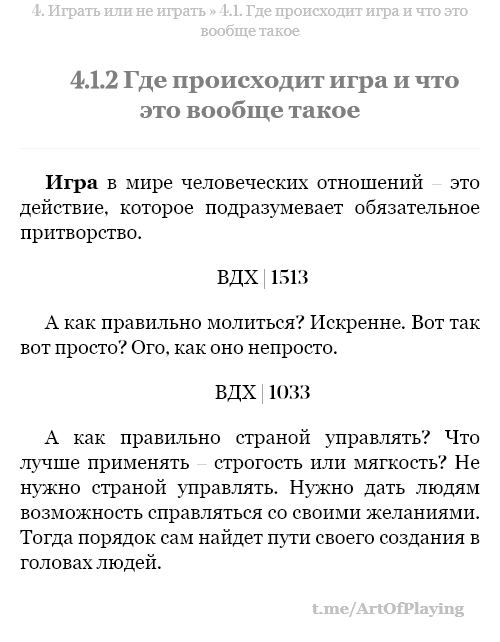 4. Играть или не играть » 4.1. Где происходит игра и что это
вообще такое
4.1.2 Где происходит игра и что
это вообще такое
Игра в мире человеческих отношений – это
действие, которое подразумевает обязательное
притворство.
ВДХ | 1513
А как правильно молиться? Искренне. Вот так
вот просто? Ого, как оно непросто.
ВДХ | 1033
А как правильно страной управлять? Что
лучше применять – строгость или мягкость? Не
нужно страной управлять. Нужно дать людям
возможность справляться со своими желаниями.
Тогда порядок сам найдет пути своего создания в
головах людей.
t.me/ArtOfPlaying